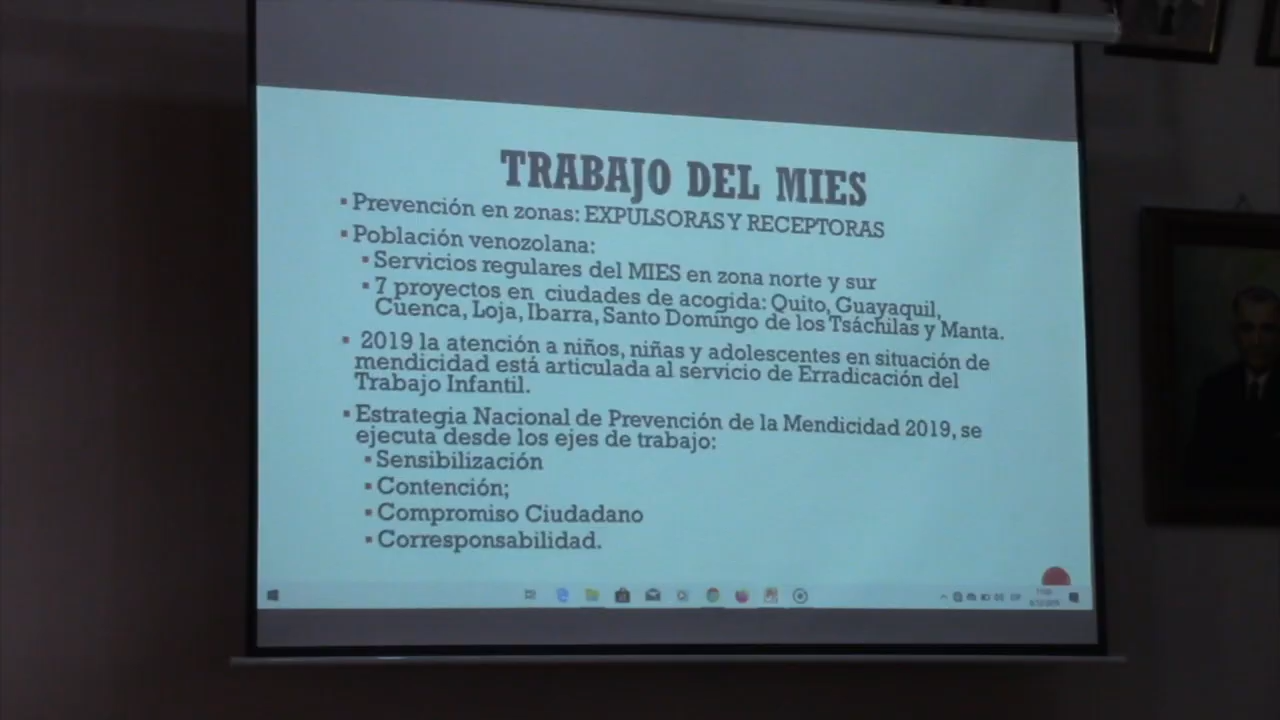 TRABAJO DEL MIES
▪ Prevención en zonas: EXPULSORAS Y RECEPTORAS
▪ Población venozolana:
▪ Servicios regulares del MIES en zona norte y sur
▪ 7 proyectos en ciudades de acogida: Quito, Guayaquil,
Cuenca, Loja, Ibarra, Santo Domingo de los Tsáchilas y Manta.
▪ 2019 la atención a niños, niñas y adolescentes en situación de
mendicidad está articulada al servicio de Erradicación del
Trabajo Infantil.
▪ Estrategia Nacional de Prevención de la Mendicidad 2019, se
ejecuta desde los ejes de trabajo:
▪ Sensibilización
▪ Contención;
▪ Compromiso Ciudadano
▪ Corresponsabilidad.